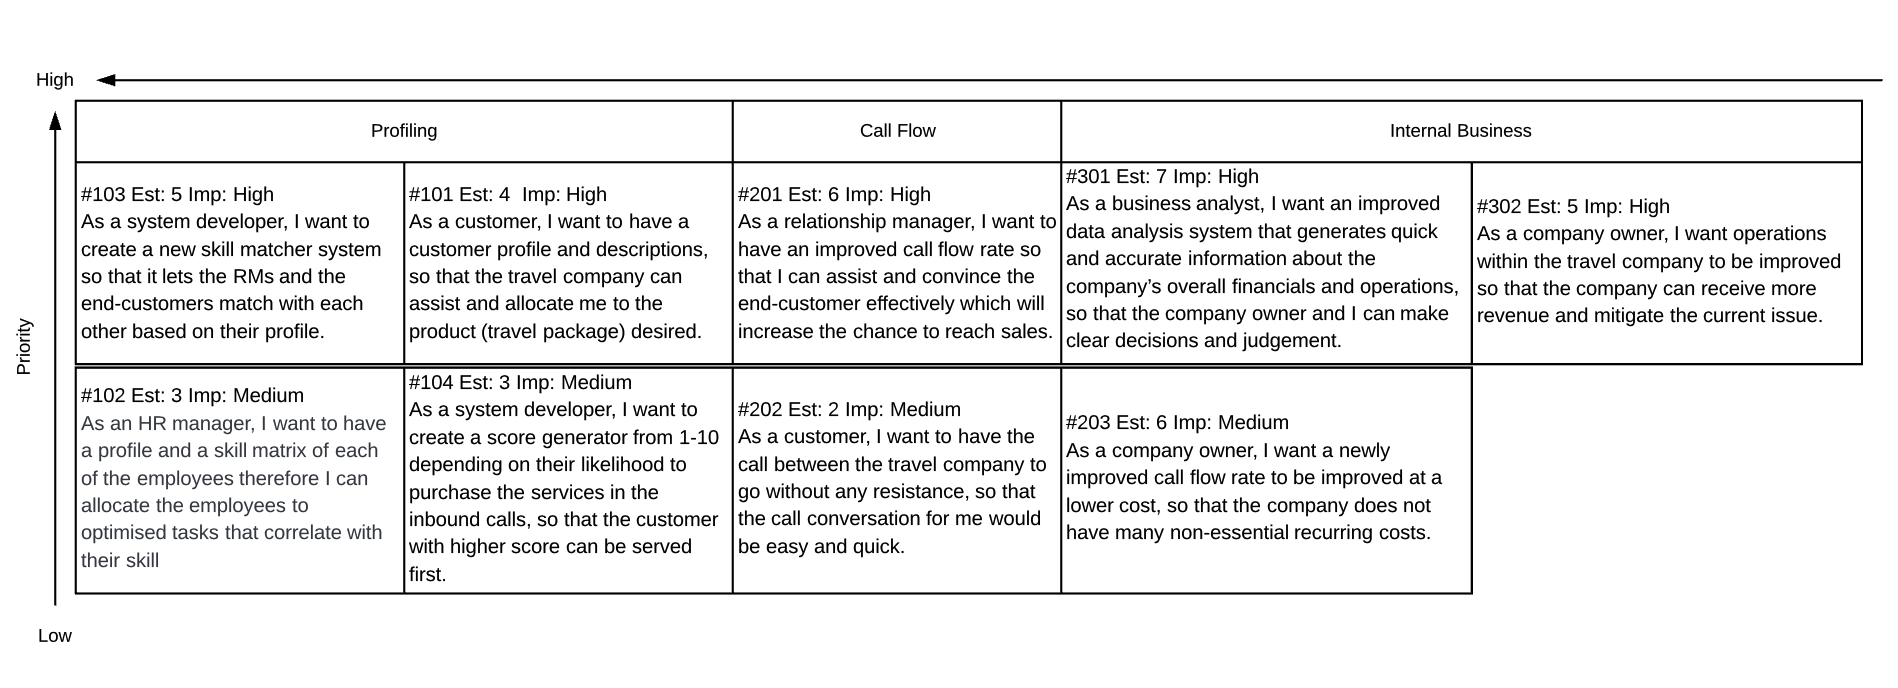 High
Profiling
Call Flow
Internal Business
#103 Est: 5 Imp: High
As a system developer, I want to
create a new skill matcher system
so that it lets the RMs and the
end-customers match with each
other based on their profile.
#101 Est: 4  Imp: High
As a customer, I want to have a
customer profile and descriptions,
so that the travel company can
assist and allocate me to the
product (travel package) desired.
#201 Est: 6 Imp: High
As a relationship manager, I want to
have an improved call flow rate so
that I can assist and convince the
end-customer effectively which will
increase the chance to reach sales.
#301 Est: 7 Imp: High
As a business analyst, I want an improved
data analysis system that generates quick
and accurate information about the
company’s overall financials and operations,
so that the company owner and I can make
clear decisions and judgement.
#302 Est: 5 Imp: High
As a company owner, I want operations
within the travel company to be improved
so that the company can receive more
revenue and mitigate the current issue.
Priority
#102 Est: 3 Imp: Medium
As an HR manager, I want to have
a profile and a skill matrix of each
of the employees therefore I can
allocate the employees to
optimised tasks that correlate with
their skill
#104 Est: 3 Imp: Medium
As a system developer, I want to
create a score generator from 1-10
depending on their likelihood to
purchase the services in the
inbound calls, so that the customer
with higher score can be served
first.
#202 Est: 2 Imp: Medium
As a customer, I want to have the
call between the travel company to
go without any resistance, so that
the call conversation for me would
be easy and quick.
#203 Est: 6 Imp: Medium
As a company owner, I want a newly
improved call flow rate to be improved at a
lower cost, so that the company does not
have many non-essential recurring costs.
Low